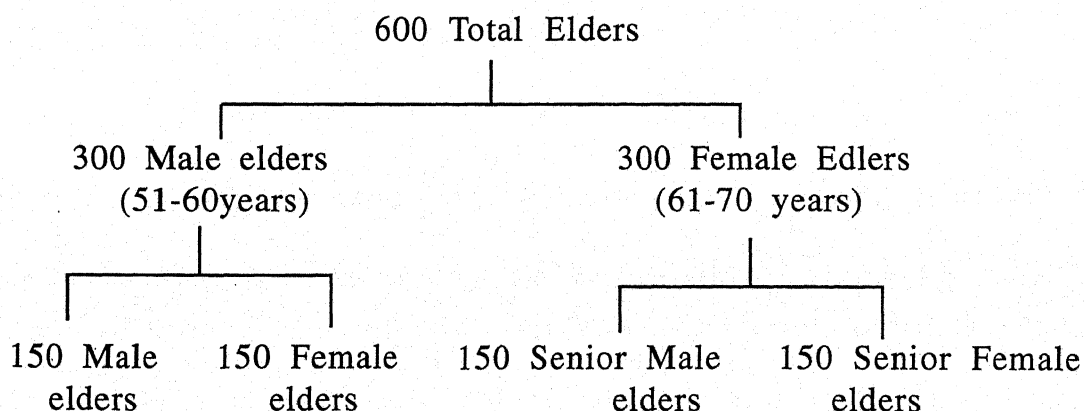 600 Total Elders
300 Male elders
(51-60years)
300 Female Edlers
(61-70 years)
150 Male
elders
150 Female
elders
150 Senior Male
elders
150 Senior Female
elders